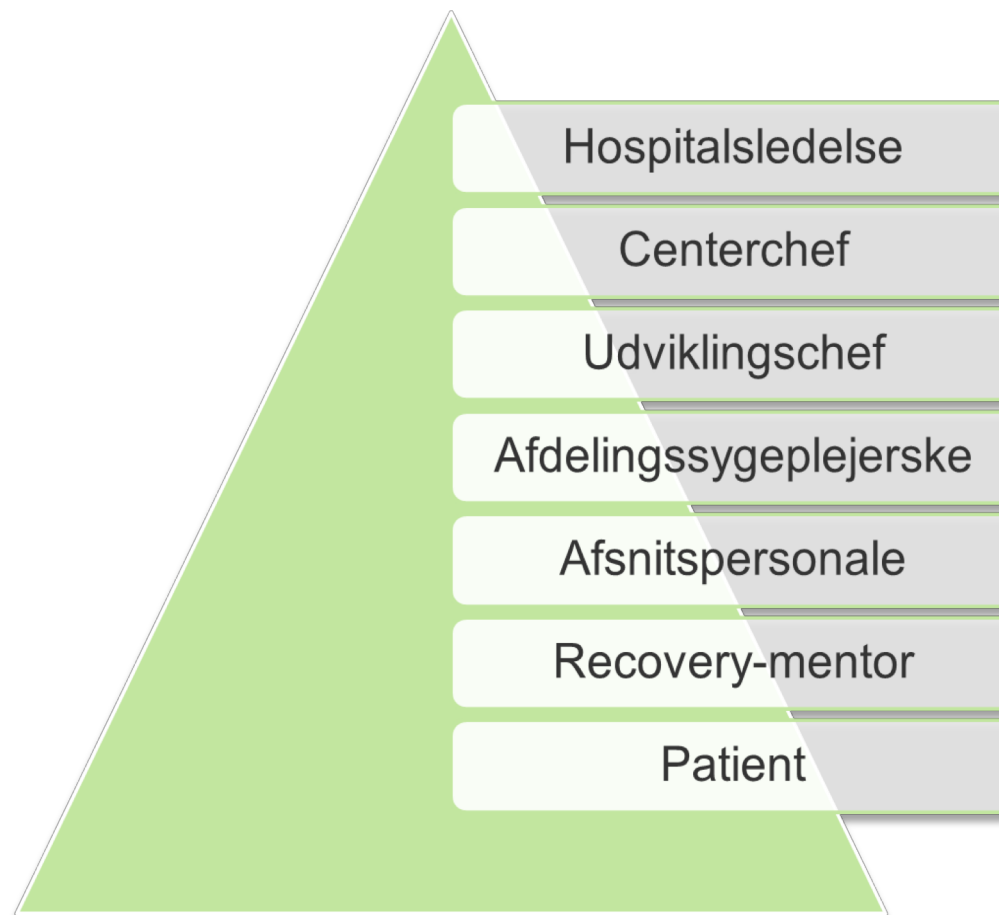 Hospitalsledelse
Centerchef
Udviklingschef
Afdelingssygeplejerske
Afsnitspersonale
Recovery-mentor
Patient